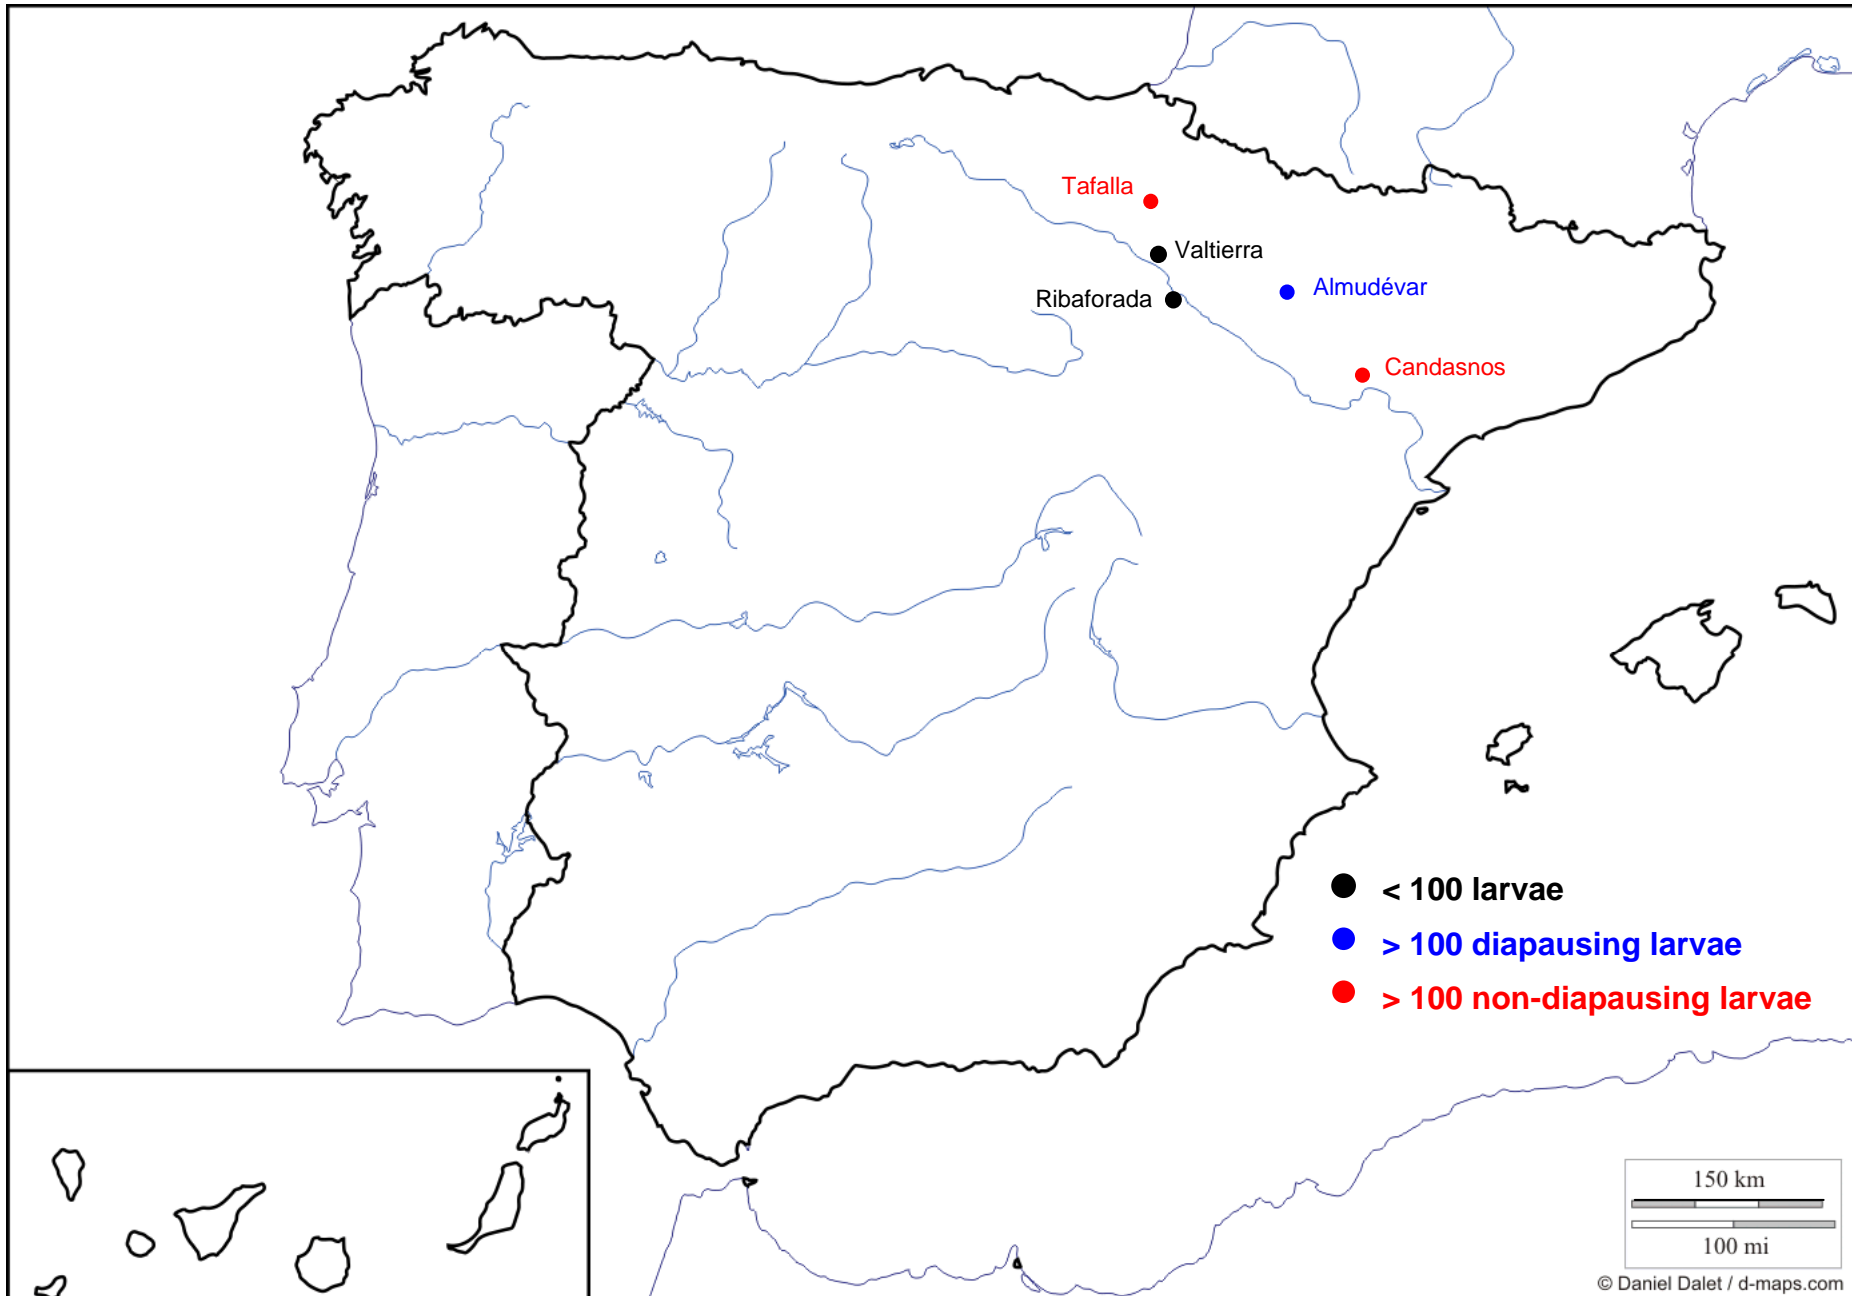 Tafalla
Valtierra
Almudévar
Ribaforada
Candasnos
< 100 larvae
> 100 diapausing larvae
> 100 non-diapausing larvae
150 km
100 mi
© Daniel Dalet / d-maps.com